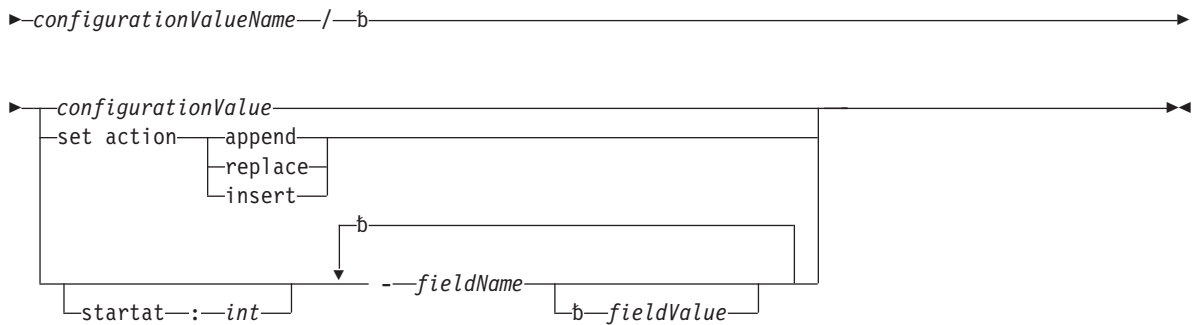 configurationValueName / ƀ
configurationValue
set action append
replace
insert
ƀ
- fieldName
startat : int ƀ fieldValue